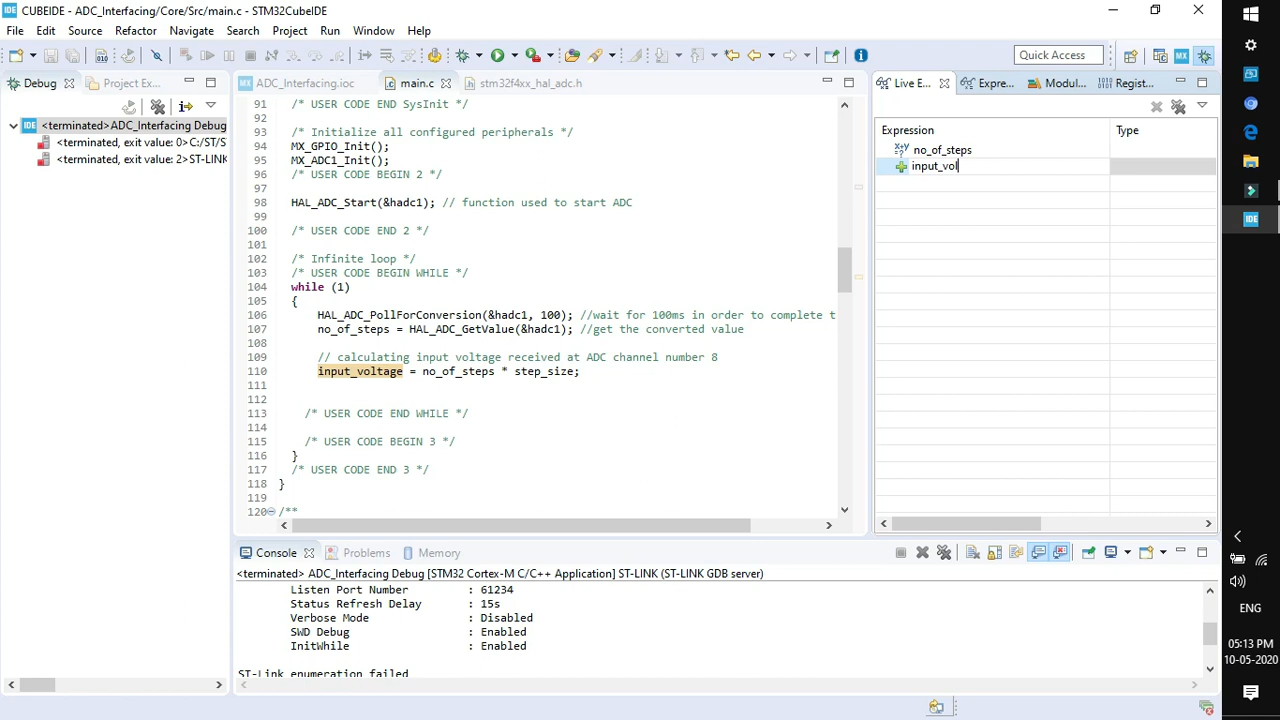 IDE CUBEIDE - ADC_Interfacing/Core/Src/main.c - STM32CubeIDE
File Edit Source Refactor Navigate Search Project Run Window Help
Quick Access
MX
Debug Project Ex...
MX ADC_Interfacing.ioc main.c stm32f4xx_hal_adc.h
Live E... Expre... Modul... Regist...
IDE <terminated>ADC_Interfacing Debug
<terminated, exit value: 0>C:/ST/S
<terminated, exit value: 2>ST-LINK
91 /* USER CODE END SysInit */
92
93 /* Initialize all configured peripherals */
94 MX_GPIO_Init();
95 MX_ADC1_Init();
96 /* USER CODE BEGIN 2 */
97
98 HAL_ADC_Start(&hadc1); // function used to start ADC
99
100 /* USER CODE END 2 */
101
102 /* Infinite loop */
103 /* USER CODE BEGIN WHILE */
104 while (1)
105 {
106 HAL_ADC_PollForConversion(&hadc1, 100); //wait for 100ms in order to complete t
107 no_of_steps = HAL_ADC_GetValue(&hadc1); //get the converted value
108
109 // calculating input voltage received at ADC channel number 8
110 input_voltage = no_of_steps * step_size;
111
112
113 /* USER CODE END WHILE */
114
115 /* USER CODE BEGIN 3 */
116 }
117 /* USER CODE END 3 */
118 }
119
120 /**
Expression Type
no_of_steps
input_vol
Console Problems Memory
<terminated> ADC_Interfacing Debug [STM32 Cortex-M C/C++ Application] ST-LINK (ST-LINK GDB server)
Listen Port Number : 61234
Status Refresh Delay : 15s
Verbose Mode : Disabled
SWD Debug : Enabled
InitWhile : Enabled
ST-Link enumeration failed
IDE
ENG
05:13 PM
10-05-2020